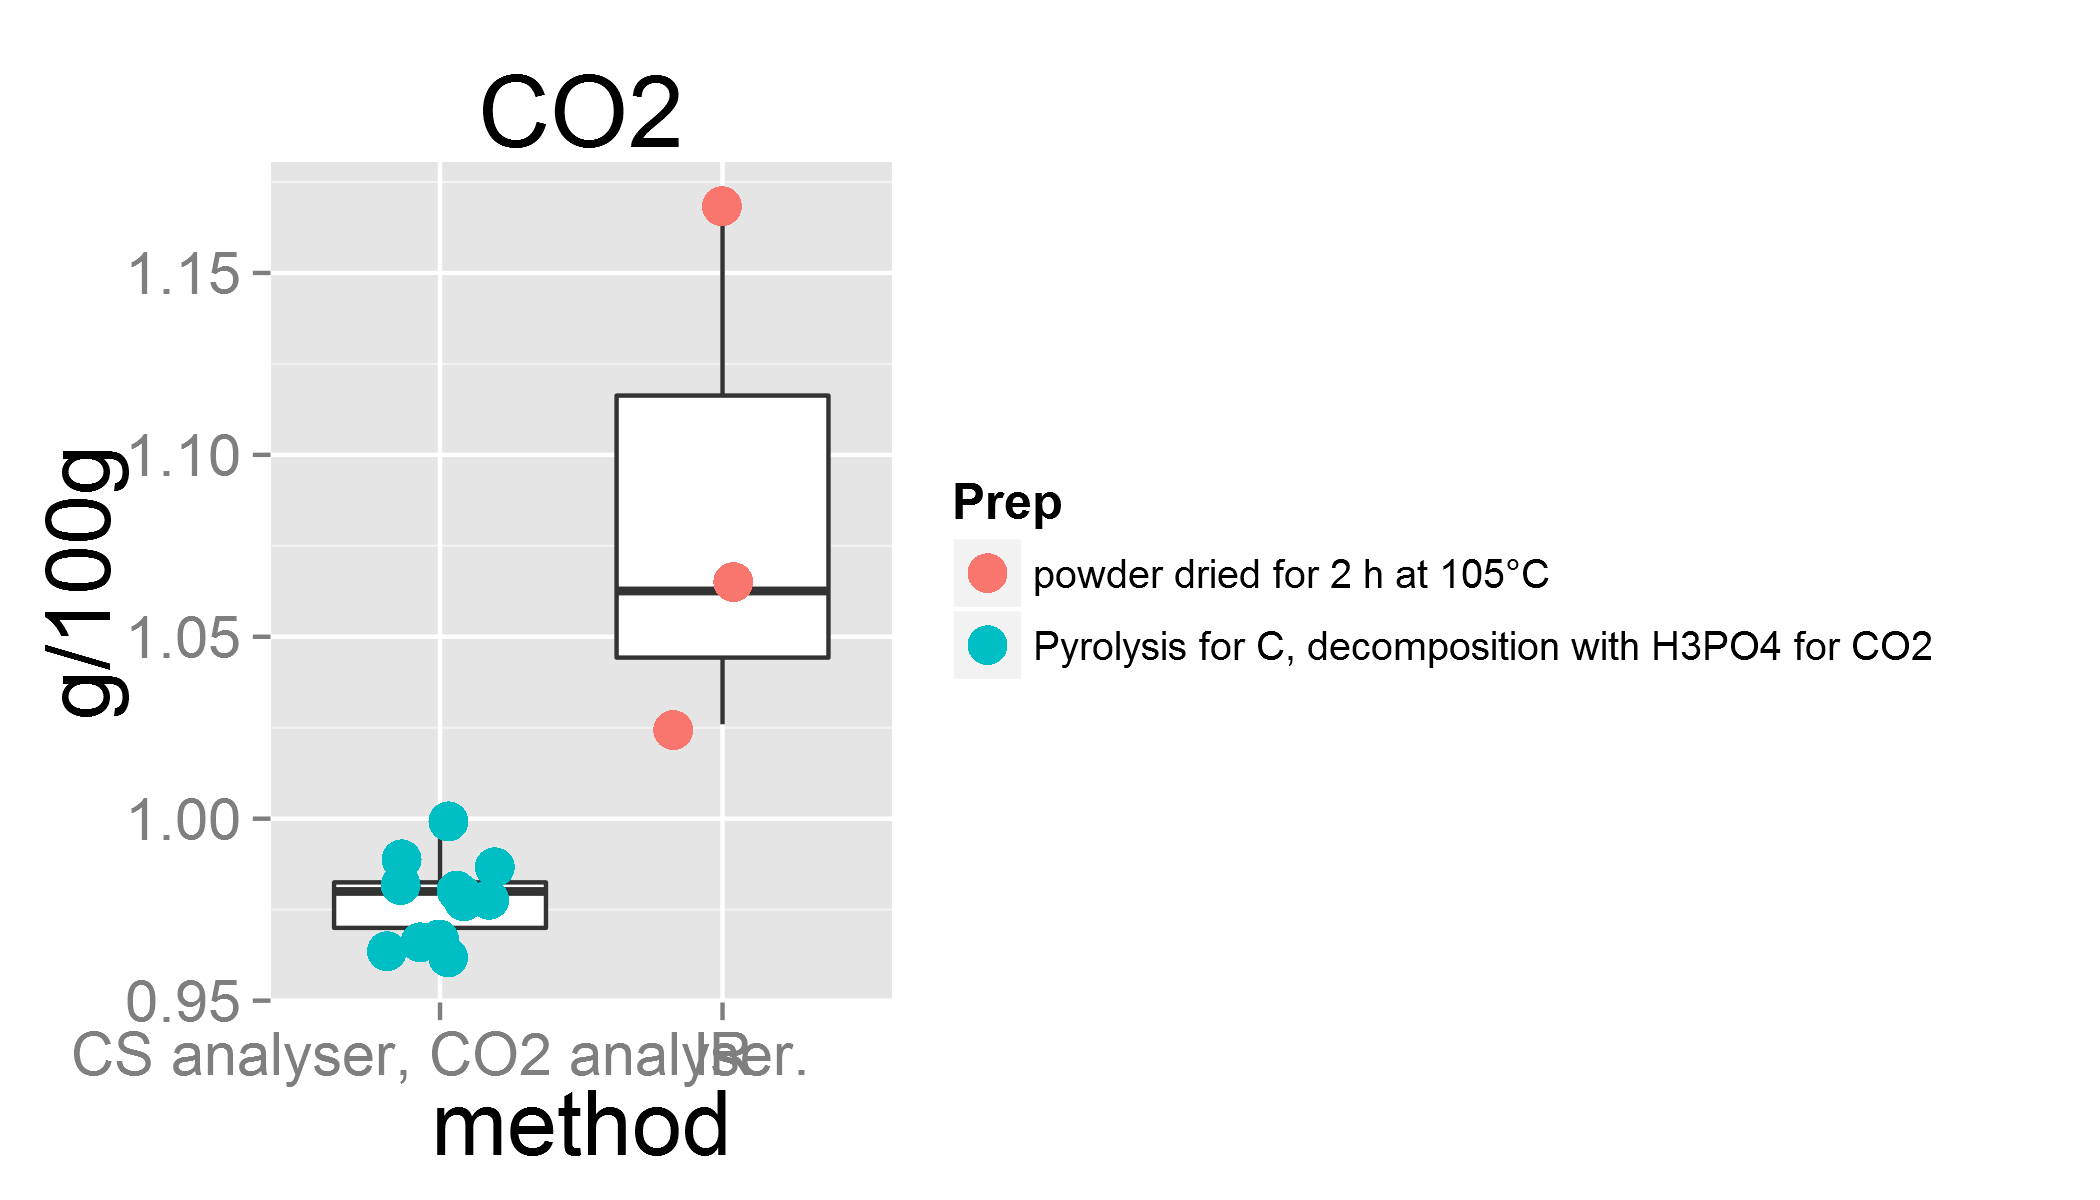 CO2
1.15
1.10
1.05
1.00
0.95
g/100g
CS analyser, CO2 analyser.
IR
method
Prep
powder dried for 2 h at 105°C
Pyrolysis for C, decomposition with H3PO4 for CO2